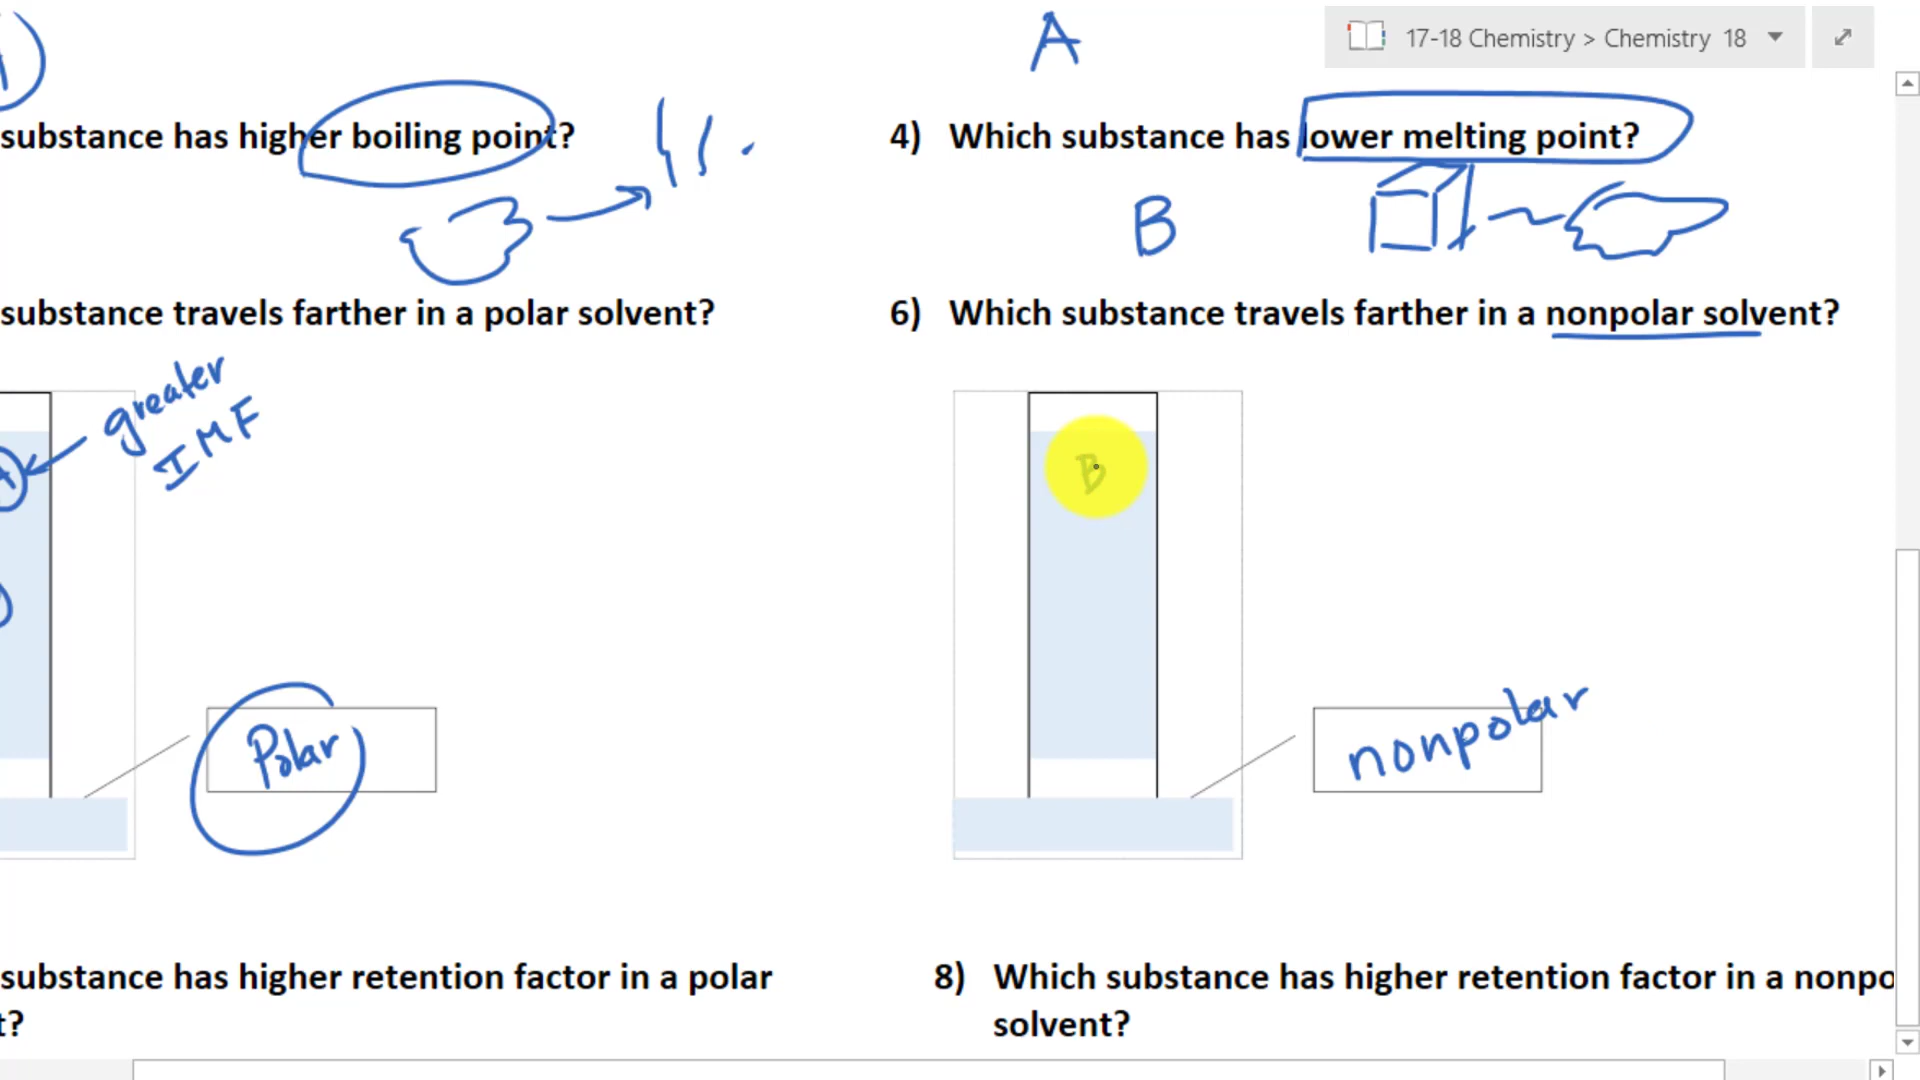 17-18 Chemistry > Chemistry 18
A
substance has higher boiling point?
4) Which substance has lower melting point?
B
substance travels farther in a polar solvent?
6) Which substance travels farther in a nonpolar solvent?
greater
IMF
A
B
Polar
nonpolar
substance has higher retention factor in a polar
t?
8) Which substance has higher retention factor in a nonpo
solvent?